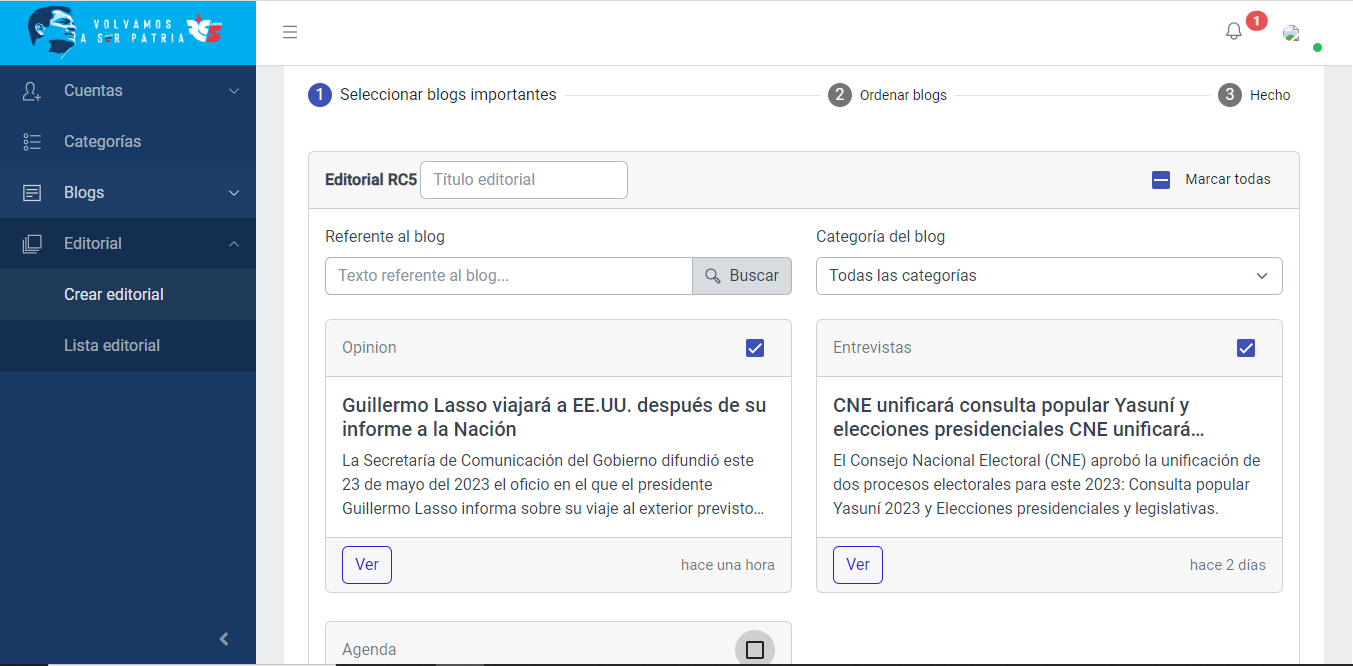 VOLVAMOS
A SER PATRIA
1
Cuentas
Categorías
Blogs
Editorial
Crear editorial
Lista editorial
1 Seleccionar blogs importantes
2 Ordenar blogs
3 Hecho
Editorial RC5
Título editorial
Marcar todas
Referente al blog
Texto referente al blog...
Buscar
Categoría del blog
Todas las categorías
Opinion
Guillermo Lasso viajará a EE.UU. después de su
informe a la Nación
La Secretaría de Comunicación del Gobierno difundió este
23 de mayo del 2023 el oficio en el que el presidente
Guillermo Lasso informa sobre su viaje al exterior previsto...
Ver
hace una hora
Entrevistas
CNE unificará consulta popular Yasuní y
elecciones presidenciales CNE unificará...
El Consejo Nacional Electoral (CNE) aprobó la unificación de
dos procesos electorales para este 2023: Consulta popular
Yasuní 2023 y Elecciones presidenciales y legislativas.
Ver
hace 2 días
Agenda